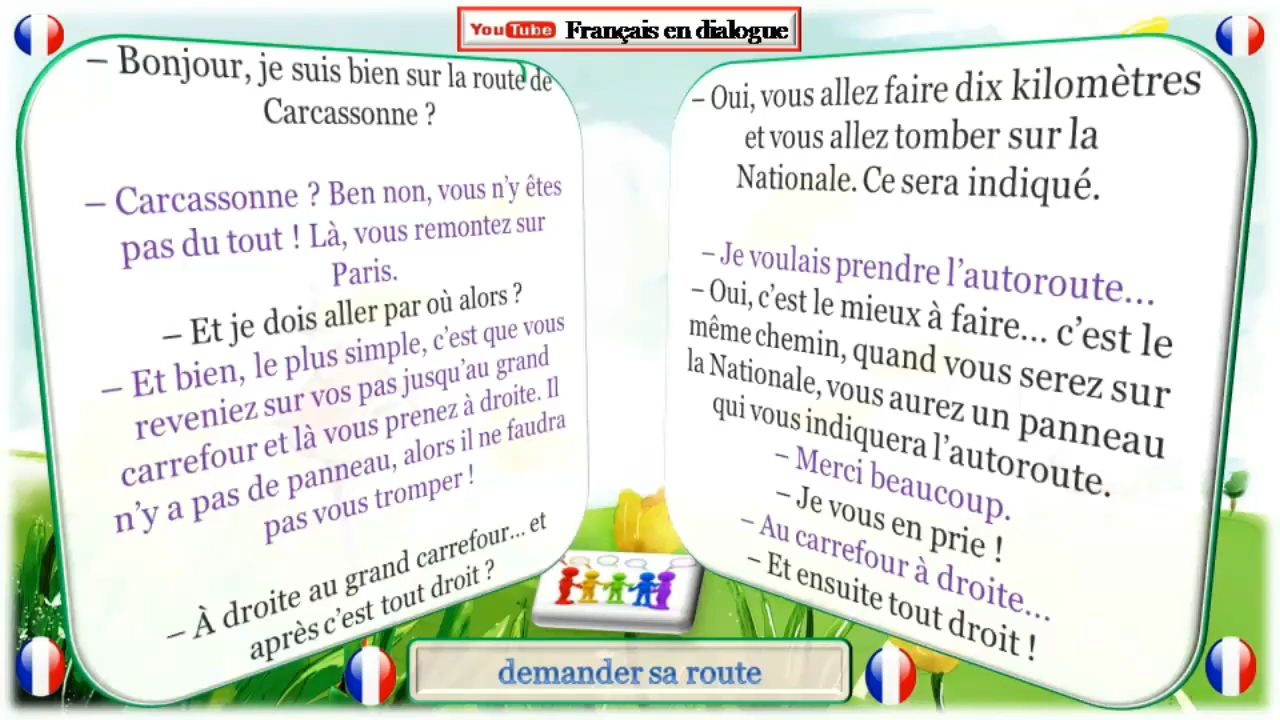 YouTube Français en dialogue
– Bonjour, je suis bien sur la route de
Carcassonne ?
– Carcassonne ? Ben non, vous n’y êtes
pas du tout ! Là, vous remontez sur
Paris.
– Et je dois aller par où alors ?
– Et bien, le plus simple, c’est que vous
reveniez sur vos pas jusqu’au grand
carrefour et là vous prenez à droite. Il
n’y a pas de panneau, alors il ne faudra
pas vous tromper !
– À droite au grand carrefour... et
après c’est tout droit ?
– Oui, vous allez faire dix kilomètres
et vous allez tomber sur la
Nationale. Ce sera indiqué.
– Je voulais prendre l’autoroute...
– Oui, c’est le mieux à faire... c’est le
même chemin, quand vous serez sur
la Nationale, vous aurez un panneau
qui vous indiquera l’autoroute.
– Merci beaucoup.
– Je vous en prie !
– Au carrefour à droite...
– Et ensuite tout droit !
demander sa route